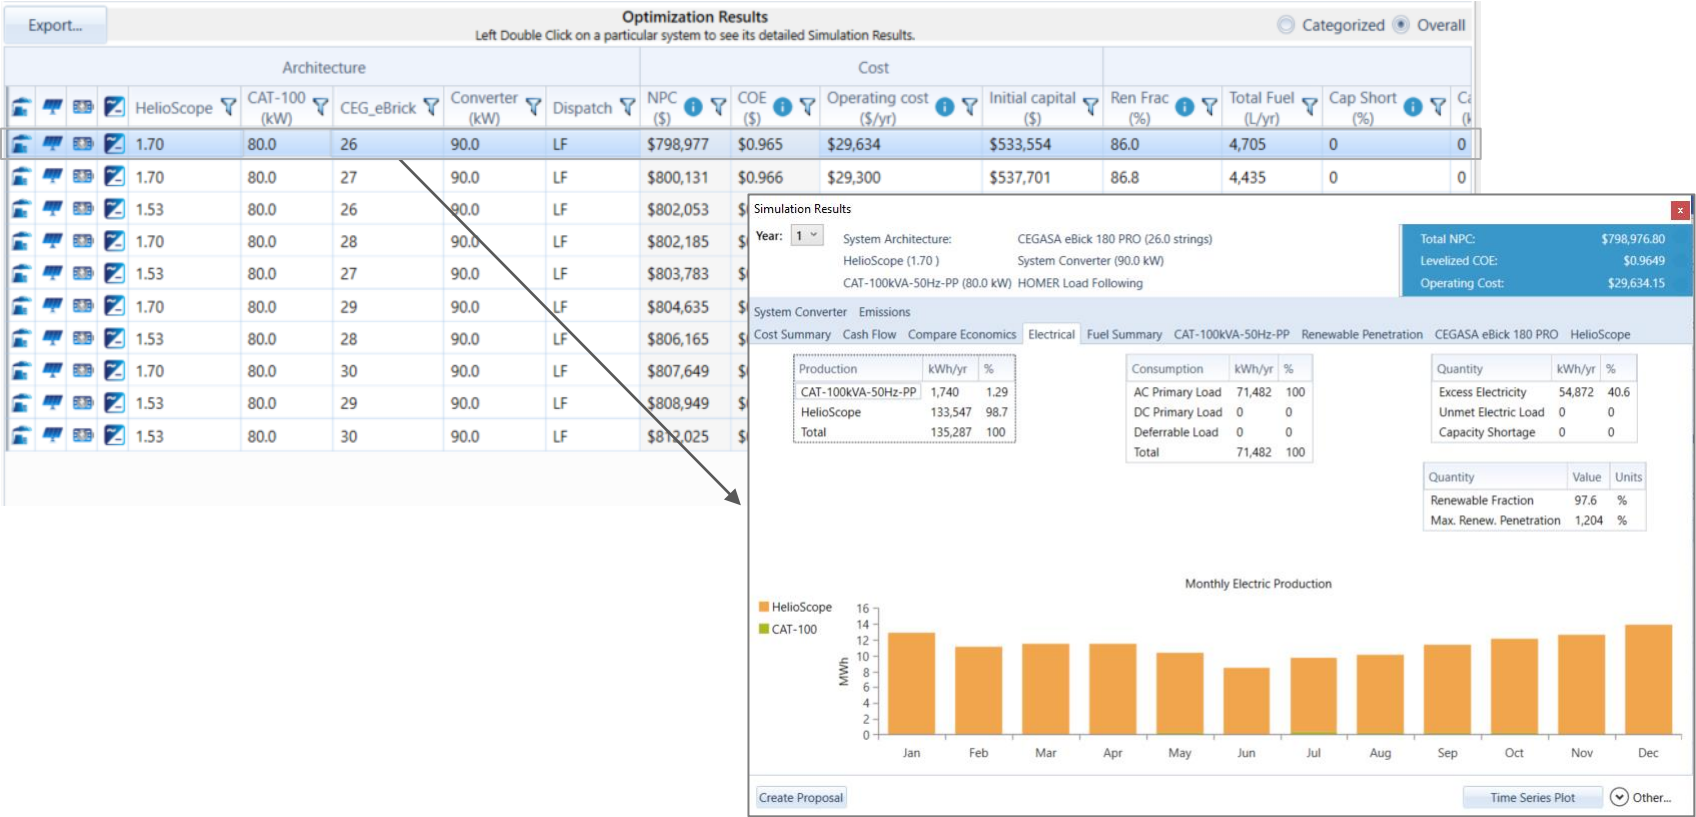 Export...
Optimization Results
Left Double Click on a particular system to see its detailed Simulation Results.
Categorized Overall
Architecture Cost
HelioScope CAT-100 (kW) CEG_eBrick Converter (kW) Dispatch NPC ($) COE ($) Operating cost ($/yr) Initial capital ($) Ren Frac (%) Total Fuel (L/yr) Cap Short (%)
1.70 80.0 26 90.0 LF $798,977 $0.965 $29,634 $533,554 86.0 4,705 0 0
1.70 80.0 27 90.0 LF $800,131 $0.966 $29,300 $537,701 86.8 4,435 0 0
1.53 80.0 26 90.0 LF $802,053
1.70 80.0 28 90.0 LF $802,185
1.53 80.0 27 90.0 LF $803,783
1.70 80.0 29 90.0 LF $804,635
1.53 80.0 28 90.0 LF $806,165
1.70 80.0 30 90.0 LF $807,649
1.53 80.0 29 90.0 LF $808,949
1.53 80.0 30 90.0 LF $812,025
Simulation Results x
Year: 1
System Architecture: CEGASA eBick 180 PRO (26.0 strings)
HelioScope (1.70 ) System Converter (90.0 kW)
CAT-100kVA-50Hz-PP (80.0 kW) HOMER Load Following
Total NPC: $798,976.80
Levelized COE: $0.9649
Operating Cost: $29,634.15
System Converter Emissions
Cost Summary Cash Flow Compare Economics Electrical Fuel Summary CAT-100kVA-50Hz-PP Renewable Penetration CEGASA eBick 180 PRO HelioScope
Production kWh/yr %
CAT-100kVA-50Hz-PP 1,740 1.29
HelioScope 133,547 98.7
Total 135,287 100
Consumption kWh/yr %
AC Primary Load 71,482 100
DC Primary Load 0 0
Deferrable Load 0 0
Total 71,482 100
Quantity kWh/yr %
Excess Electricity 54,872 40.6
Unmet Electric Load 0 0
Capacity Shortage 0 0
Quantity Value Units
Renewable Fraction 97.6 %
Max. Renew. Penetration 1,204 %
Monthly Electric Production
HelioScope
CAT-100
MWh
16
14
12
10
8
6
4
2
0
Jan Feb Mar Apr May Jun Jul Aug Sep Oct Nov Dec
Create Proposal Time Series Plot Other...